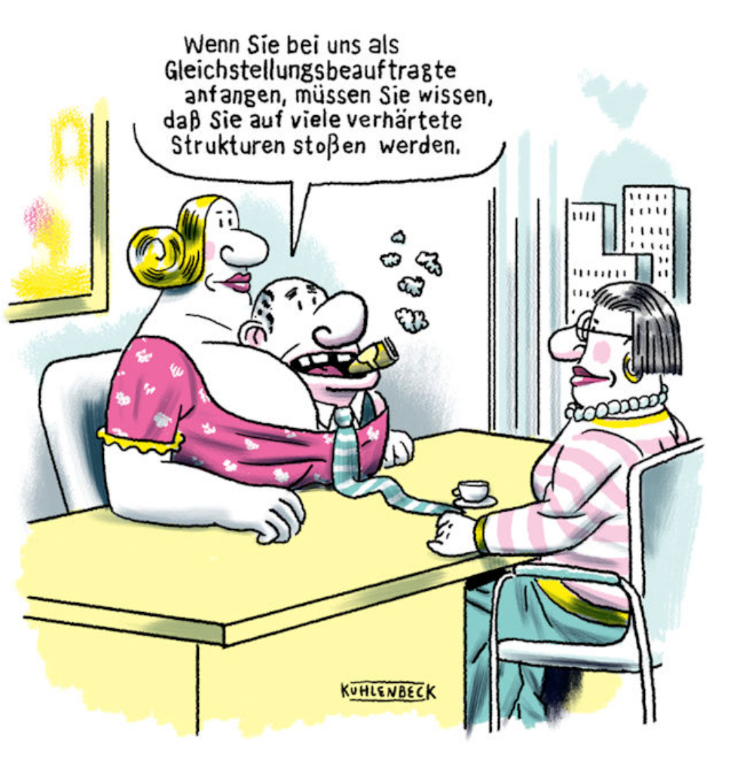 Wenn Sie bei uns als
Gleichstellungsbeauftragte
anfangen, müssen Sie wissen,
daß Sie auf viele verhärtete
Strukturen stoßen werden.
KUHLENBECK